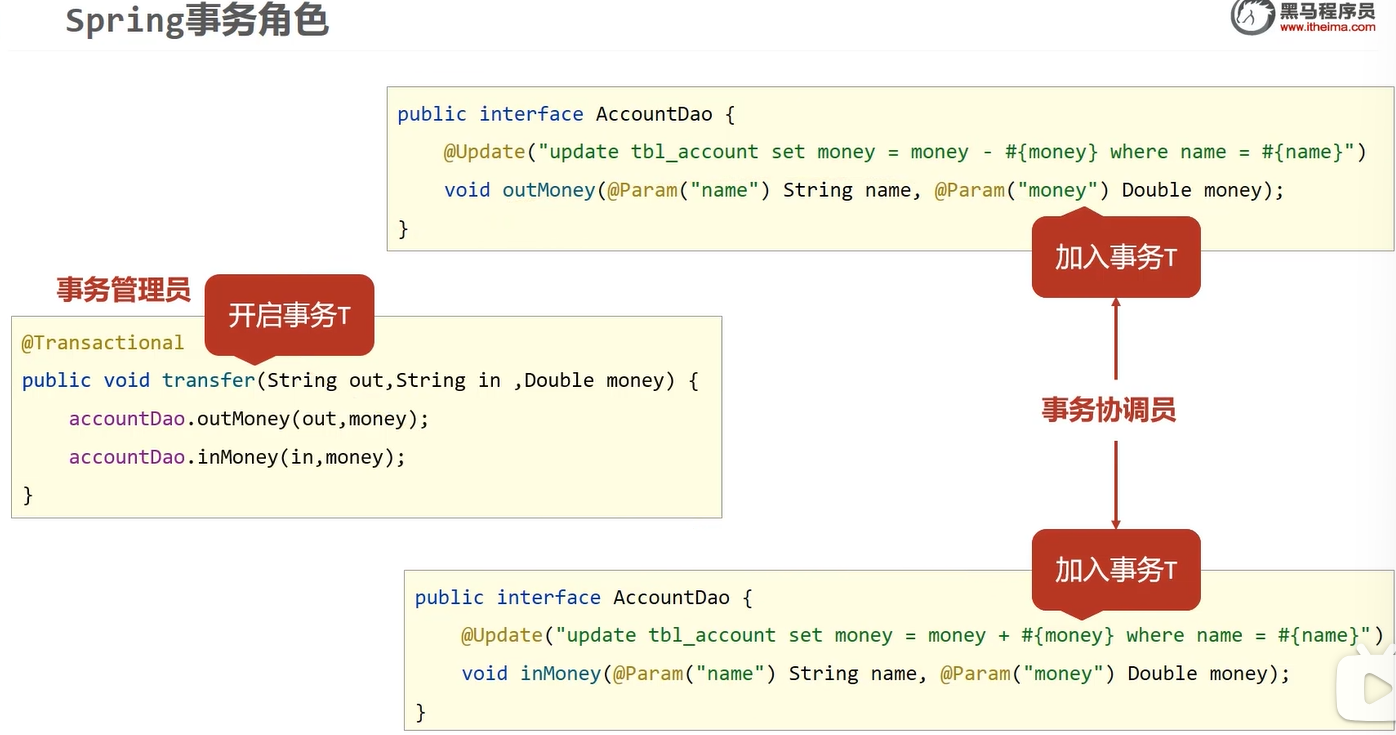 Spring事务角色
黑马程序员
www.itheima.com
public interface AccountDao {
@Update("update tbl_account set money = money - #{money} where name = #{name}")
void outMoney(@Param("name") String name, @Param("money") Double money);
}
加入事务T
事务管理员
开启事务T
@Transactional
public void transfer(String out,String in ,Double money) {
accountDao.outMoney(out,money);
accountDao.inMoney(in,money);
}
事务协调员
加入事务T
public interface AccountDao {
@Update("update tbl_account set money = money + #{money} where name = #{name}")
void inMoney(@Param("name") String name, @Param("money") Double money);
}